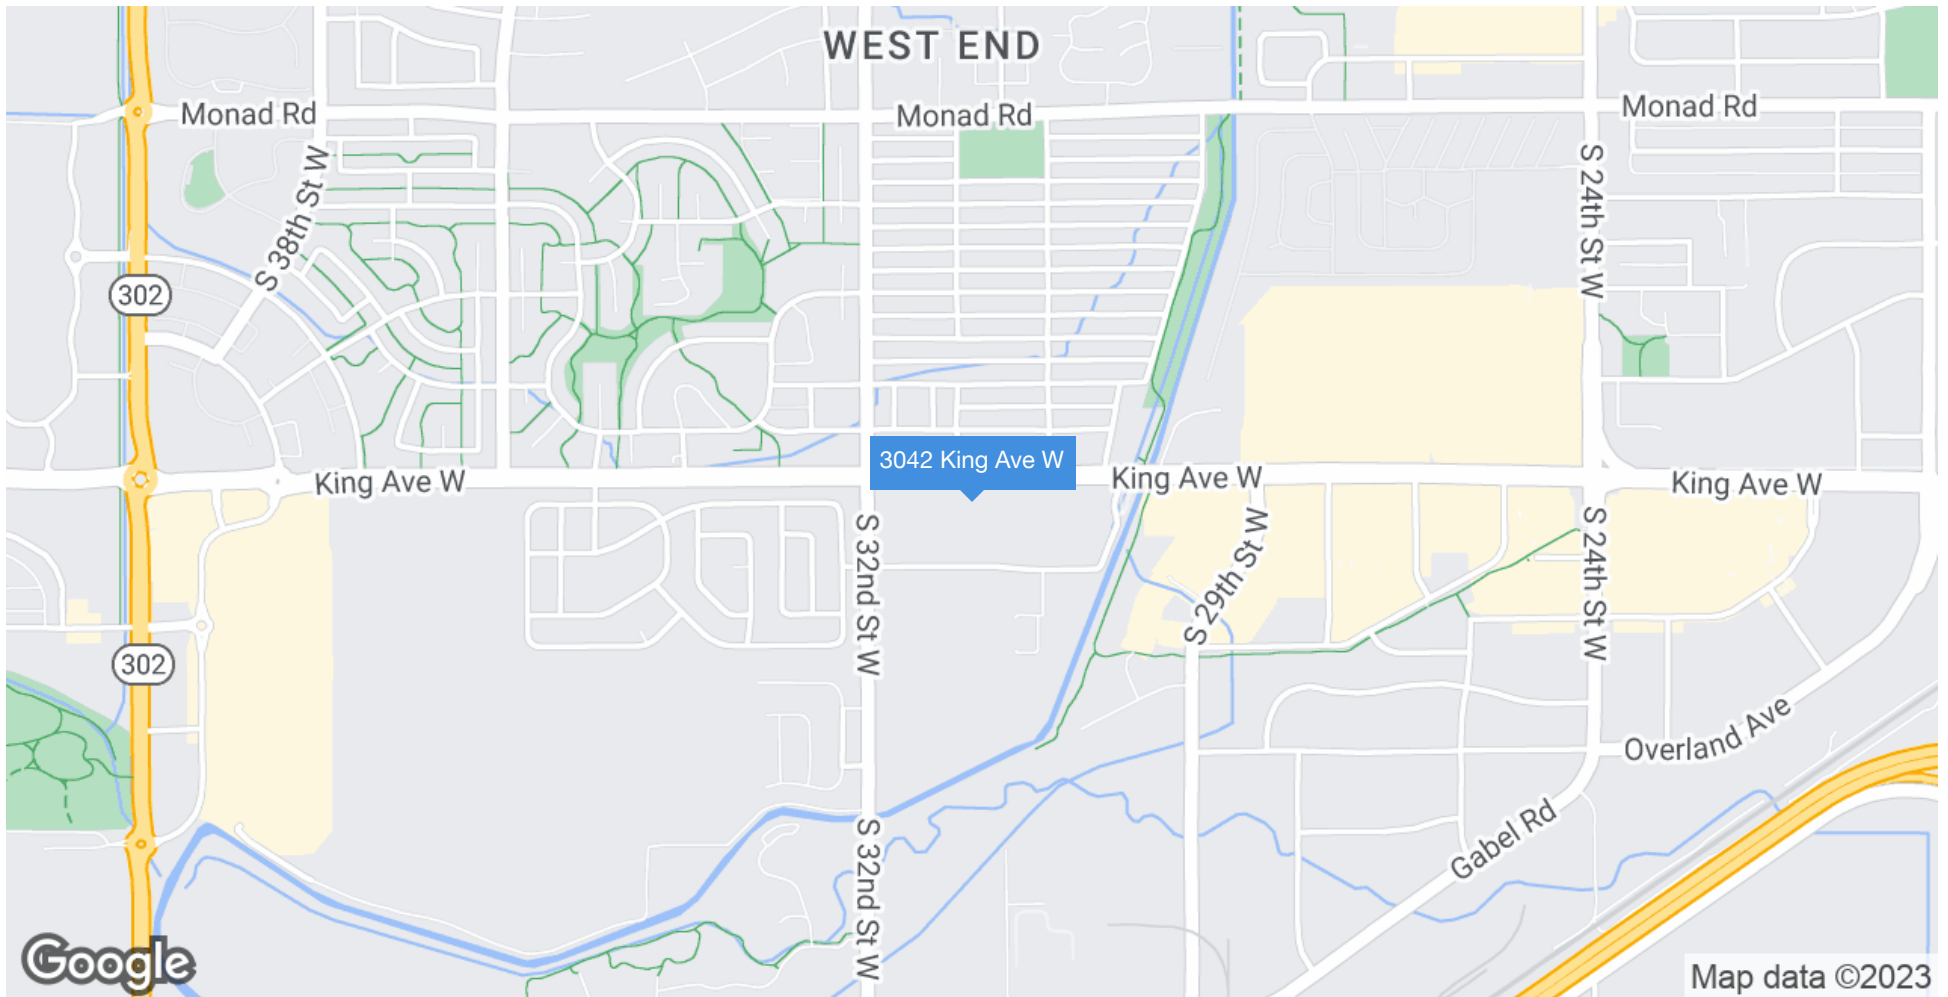 WEST END
Monad Rd
Monad Rd
Monad Rd
S 38th St W
S 24th St W
302
3042 King Ave W
King Ave W
King Ave W
King Ave W
S 32nd St W
S 29th St W
S 24th St W
302
Overland Ave
Gabel Rd
S 32nd St W
Google
Map data ©2023